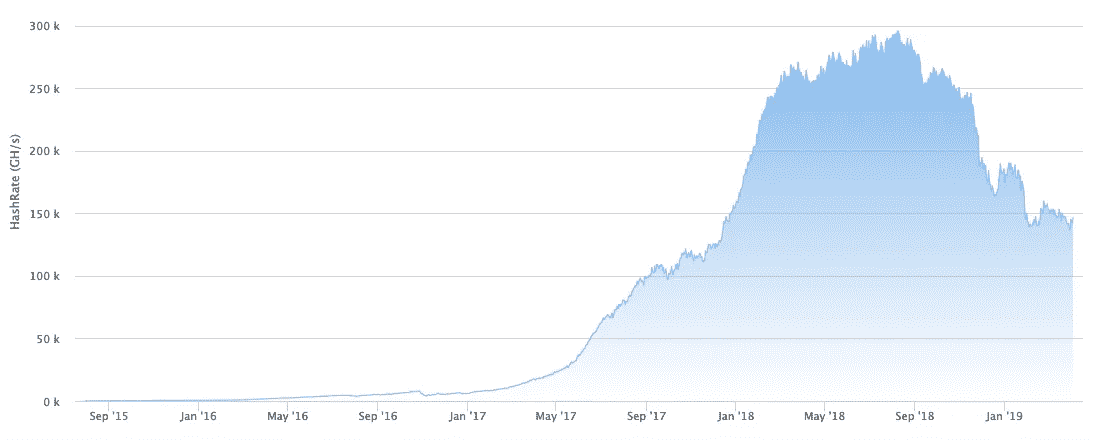 300 k
250 k
200 k
150 k
100 k
50 k
0 k
HashRate (GH/s)
Sep '15 Jan '16 May '16 Sep '16 Jan '17 May '17 Sep '17 Jan '18 May '18 Sep '18 Jan '19